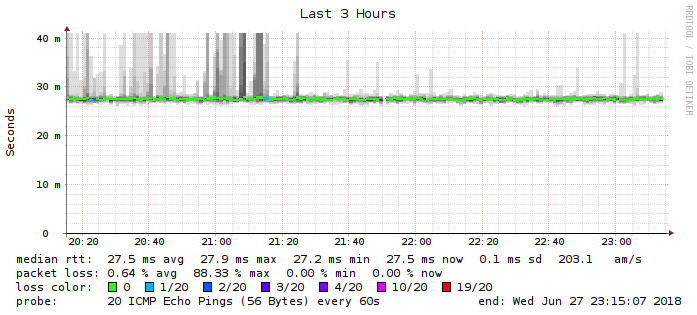 Last 3 Hours
RRDTOOL / TOBI OETIKER
Seconds
40 m
30 m
20 m
10 m
0
20:20 20:40 21:00 21:20 21:40 22:00 22:20 22:40 23:00
median rtt: 27.5 ms avg 27.9 ms max 27.2 ms min 27.5 ms now 0.1 ms sd 203.1 am/s
packet loss: 0.64 % avg 88.33 % max 0.00 % min 0.00 % now
loss color: 0 1/20 2/20 3/20 4/20 10/20 19/20
probe: 20 ICMP Echo Pings (56 Bytes) every 60s end: Wed Jun 27 23:15:07 2018